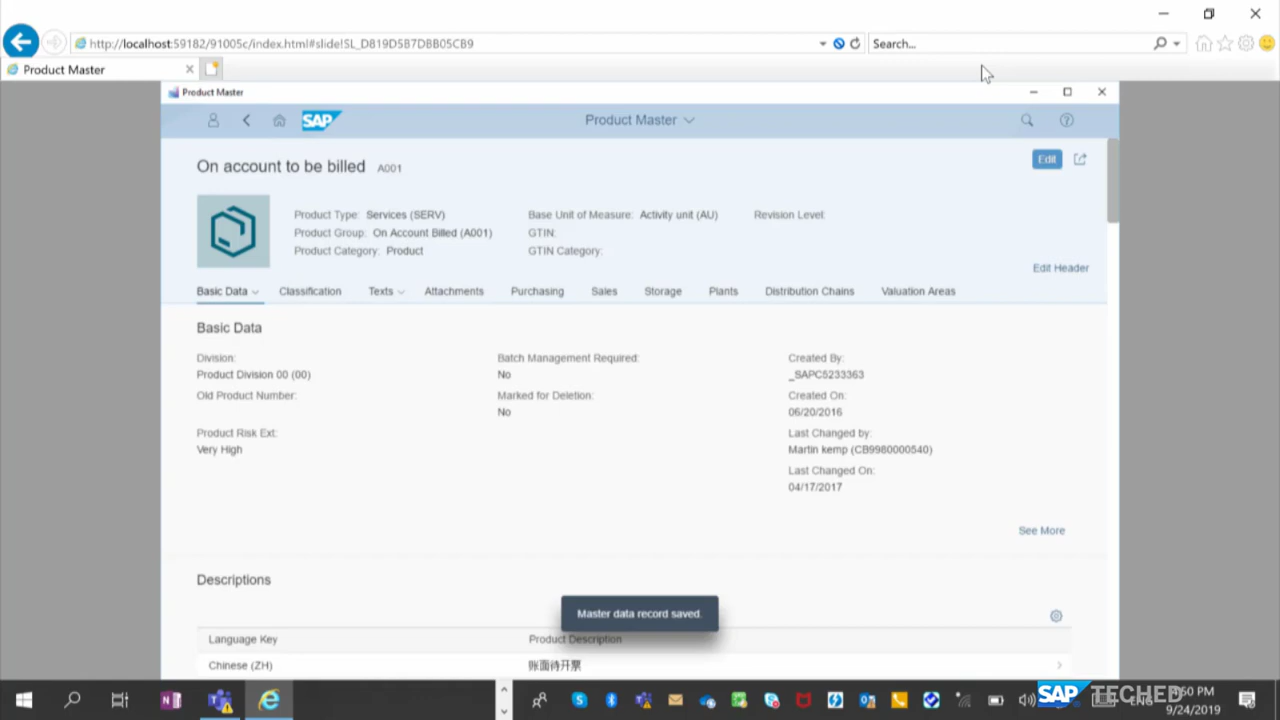 http://localhost:59182/91005c/index.html#slide!SL_D819D5B7DBB05CB9
Search...
Product Master
Product Master
SAP
Product Master
On account to be billed A001
Edit
Product Type: Services (SERV)
Base Unit of Measure: Activity unit (AU)
Revision Level:
Product Group: On Account Billed (A001)
GTIN:
Product Category: Product
GTIN Category:
Edit Header
Basic Data Classification Texts Attachments Purchasing Sales Storage Plants Distribution Chains Valuation Areas
Basic Data
Division:
Product Division 00 (00)
Old Product Number:
Product Risk Ext:
Very High
Batch Management Required:
No
Marked for Deletion:
No
Created By:
_SAPC5233363
Created On:
06/20/2016
Last Changed by:
Martin kemp (CB9980000540)
Last Changed On:
04/17/2017
See More
Descriptions
Master data record saved.
Language Key Product Description
Chinese (ZH) 账面待开票
SAP TECHED
:50 PM
9/24/2019